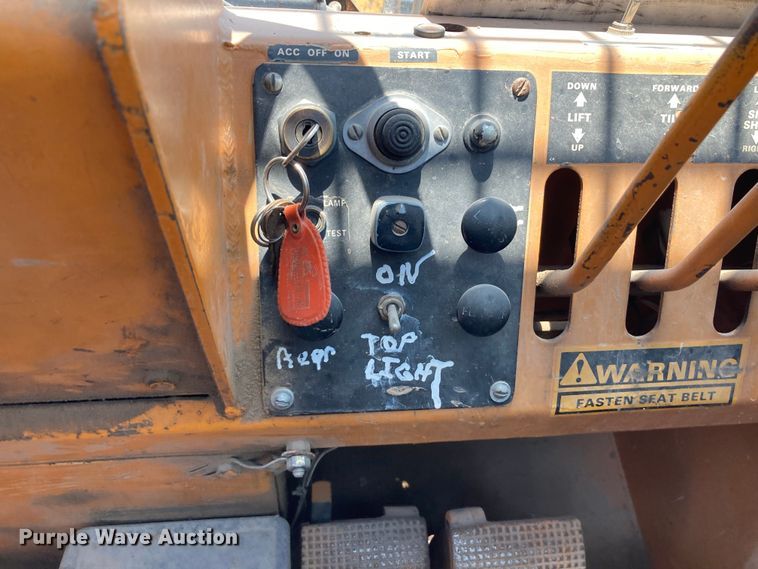 ACC OFF ON
START
DOWN
LIFT
UP
FORWARD
LAMP
TEST
ON
TOP
LIGHT
WARNING
FASTEN SEAT BELT
Purple Wave Auction